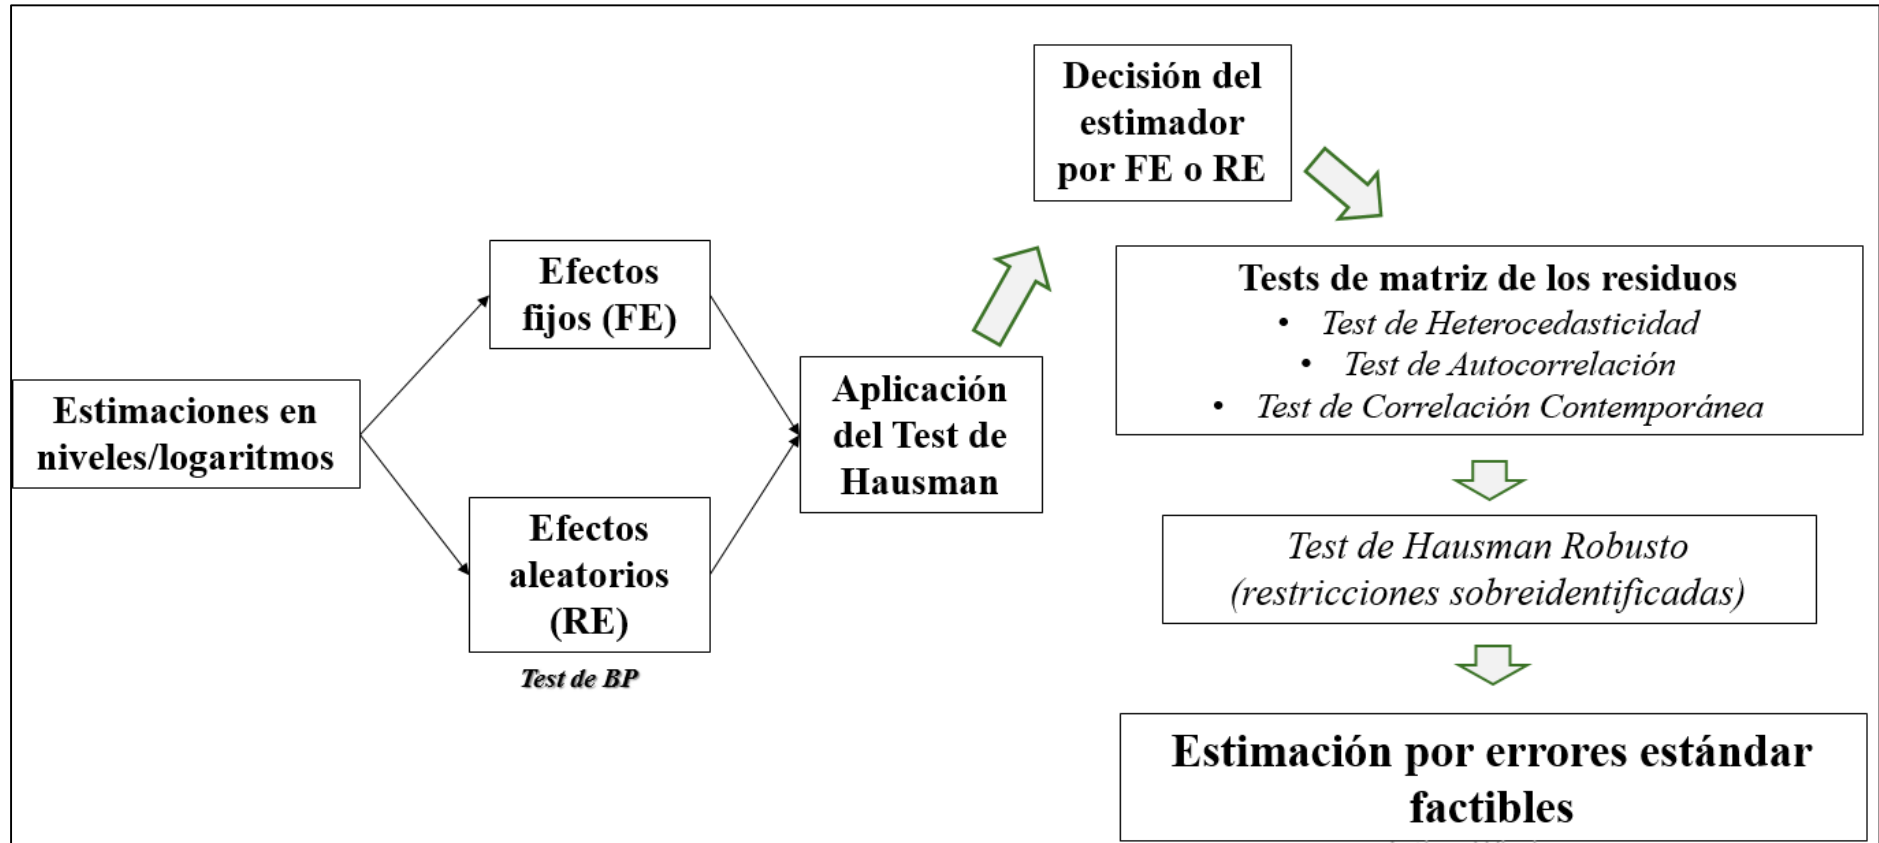 Estimaciones en
niveles/logaritmos
Efectos
fijos (FE)
Efectos
aleatorios
(RE)
Test de BP
Aplicación
del Test de
Hausman
Decisión del
estimador
por FE o RE
Tests de matriz de los residuos
• Test de Heterocedasticidad
• Test de Autocorrelación
• Test de Correlación Contemporánea
Test de Hausman Robusto
(restricciones sobreidentificadas)
Estimación por errores estándar
factibles